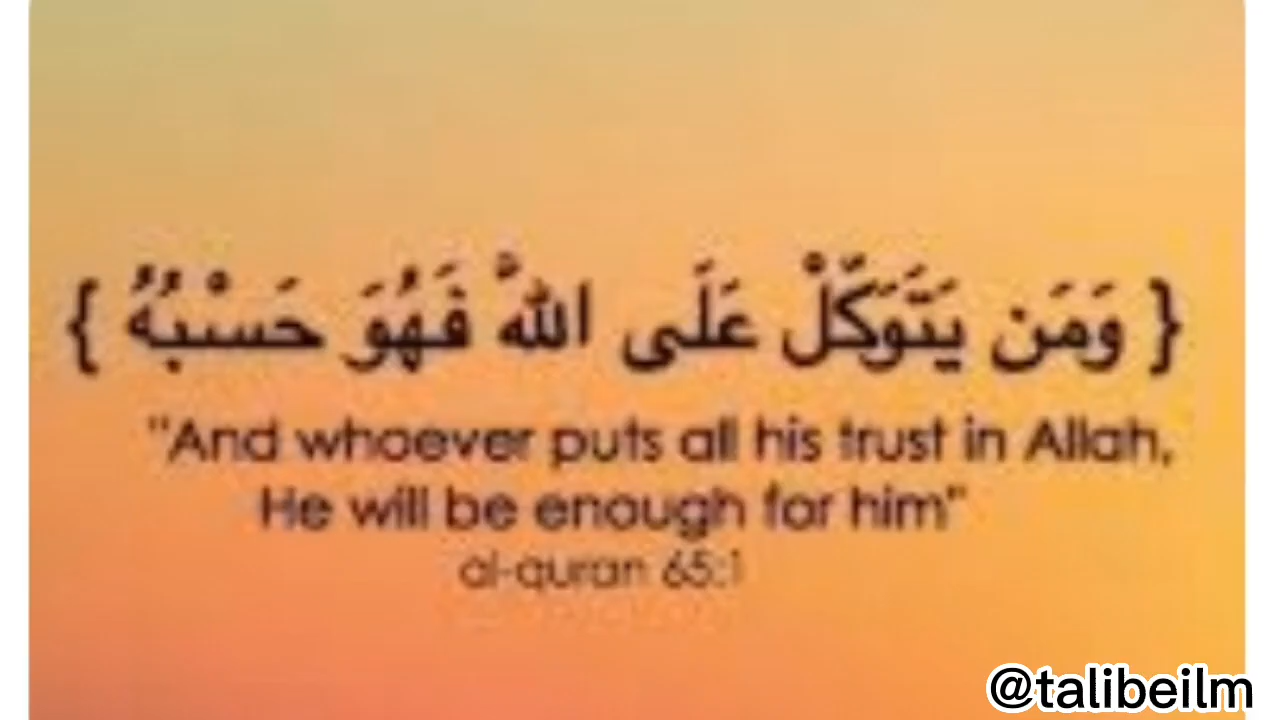 { وَمَن يَتَوَكَّلْ عَلَى اللَّهِ فَهُوَ حَسْبُهُ }
"And whoever puts all his trust in Allah,
He will be enough for him"
al-quran 65:1
@talibeilm